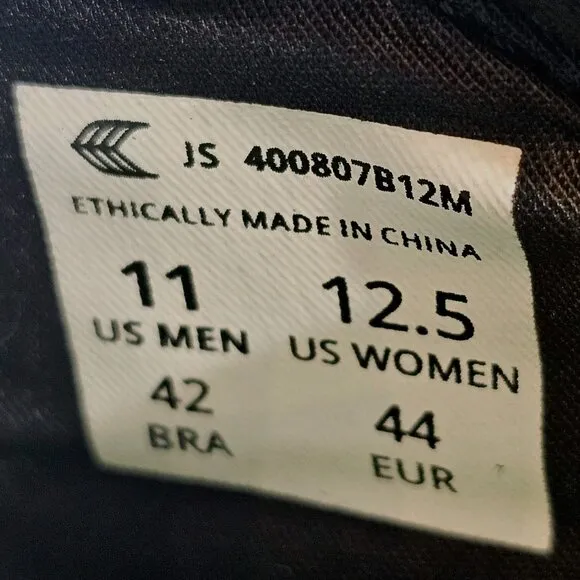 JS 400807B12M
ETHICALLY MADE IN CHINA
11 12.5
US MEN US WOMEN
42 44
BRA EUR